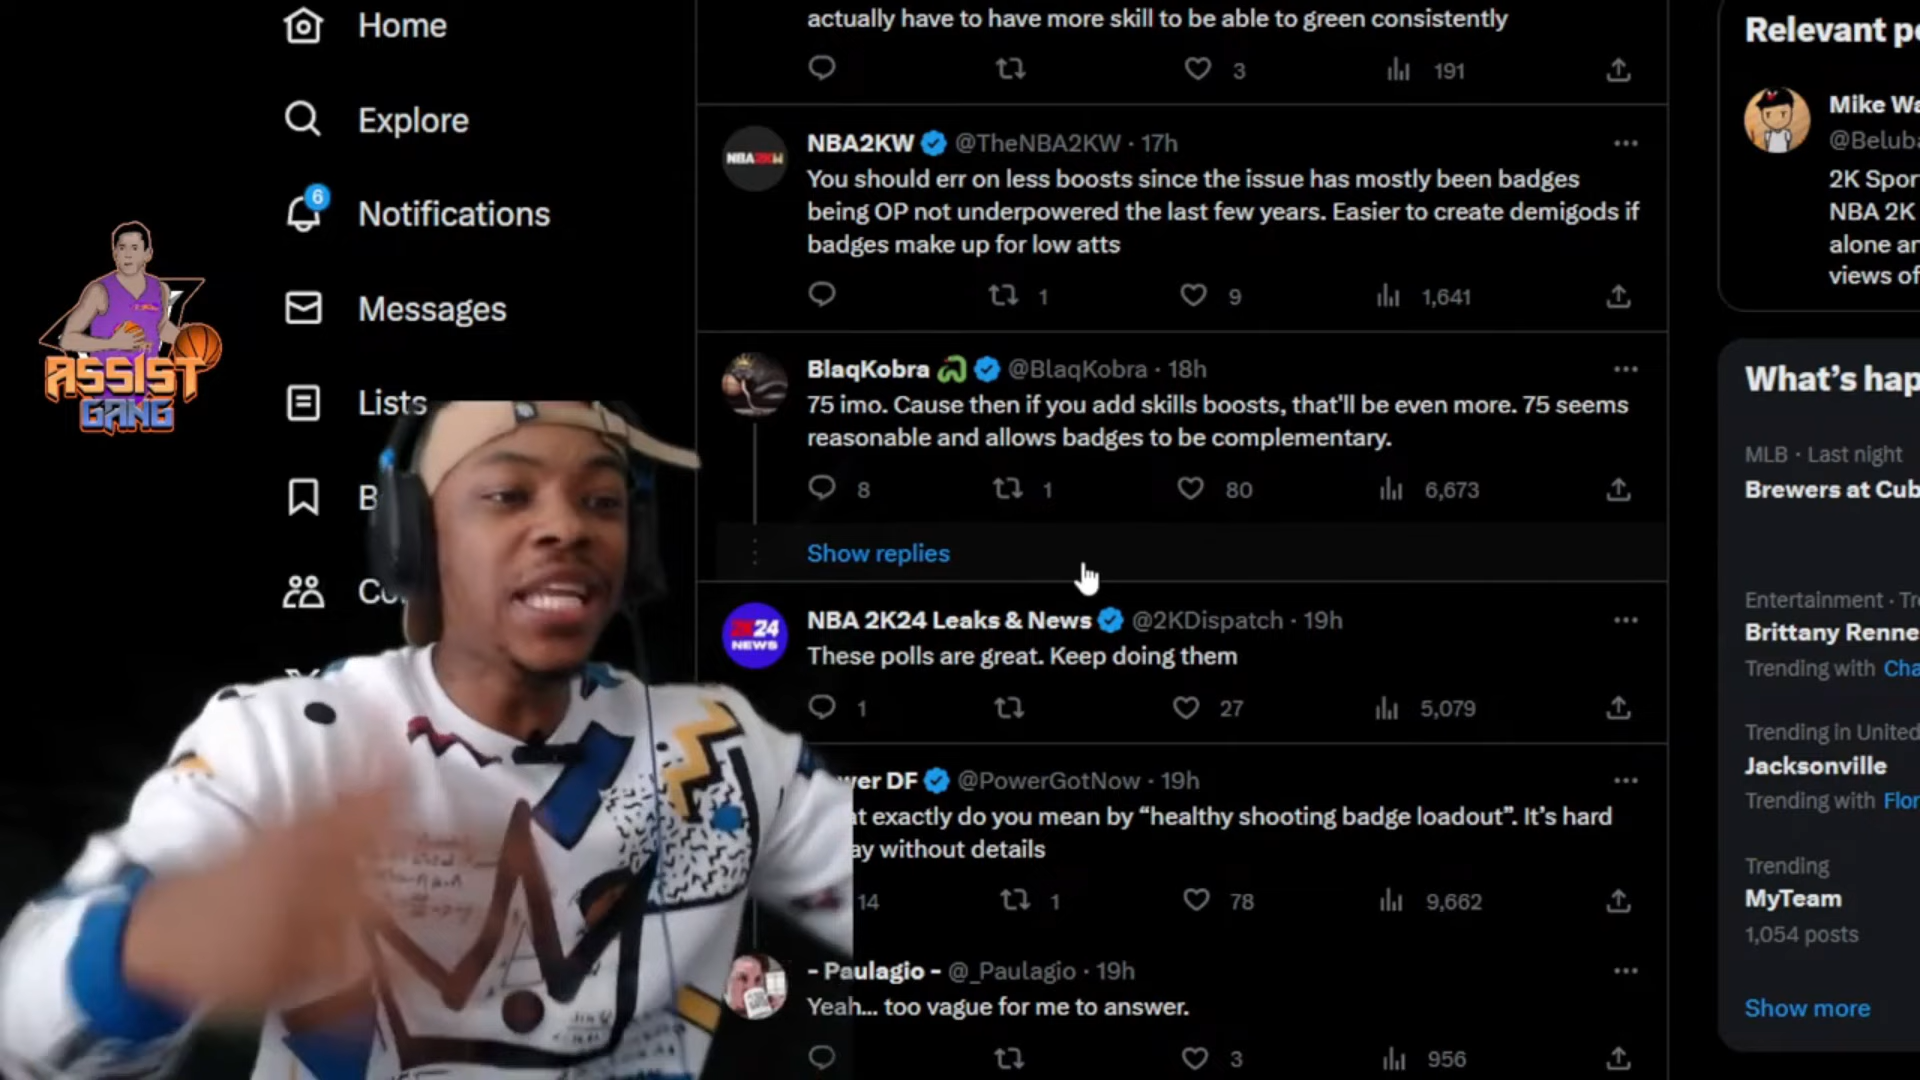 Home
Explore
6
Notifications
Messages
Lists
ASSIST
GANG
actually have to have more skill to be able to green consistently
3 191
NBA2KW @TheNBA2KW · 17h
You should err on less boosts since the issue has mostly been badges
being OP not underpowered the last few years. Easier to create demigods if
badges make up for low atts
1 9 1,641
BlaqKobra @BlaqKobra · 18h
75 imo. Cause then if you add skills boosts, that'll be even more. 75 seems
reasonable and allows badges to be complementary.
8 1 80 6,673
Show replies
2K24
NEWS
NBA 2K24 Leaks & News @2KDispatch · 19h
These polls are great. Keep doing them
1 27 5,079
DF @PowerGotNow · 19h
exactly do you mean by “healthy shooting badge loadout”. It’s hard
without details
14 1 78 9,662
- Paulagio - @_Paulagio · 19h
Yeah... too vague for me to answer.
3 956
Relevant
Mike
2K
NBA 2K
alone
views of
What’s
MLB · Last night
Brewers at
Entertainment ·
Brittany
Trending with
Trending in
Jacksonville
Trending with
Trending
MyTeam
1,054 posts
Show more